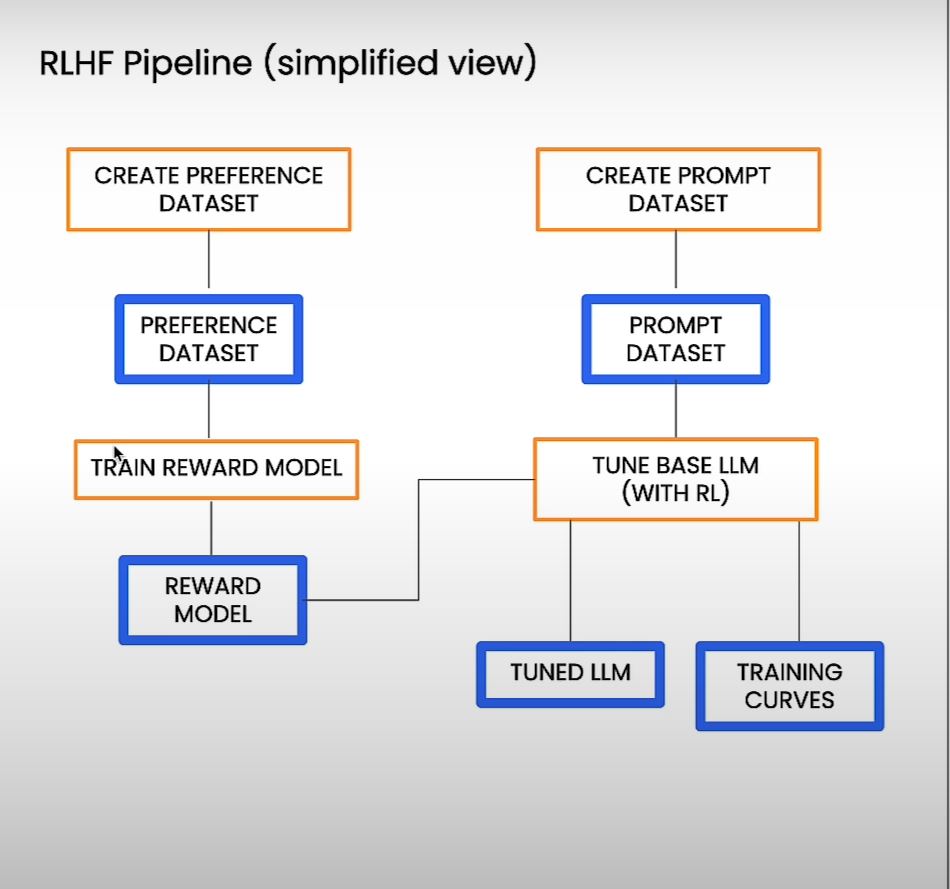 RLHF Pipeline (simplified view)
CREATE PREFERENCE
DATASET
CREATE PROMPT
DATASET
PREFERENCE
DATASET
PROMPT
DATASET
TRAIN REWARD MODEL
TUNE BASE LLM
(WITH RL)
REWARD
MODEL
TUNED LLM
TRAINING
CURVES